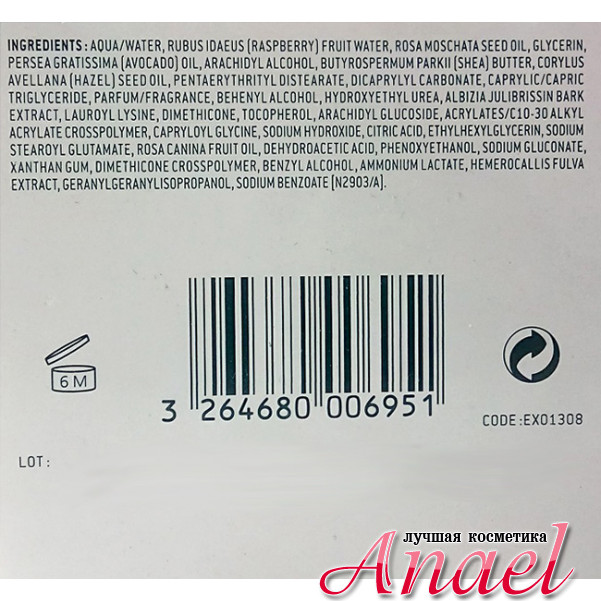 INGREDIENTS : AQUA/WATER, RUBUS IDAEUS (RASPBERRY) FRUIT WATER, ROSA MOSCHATA SEED OIL, GLYCERIN,
PERSEA GRATISSIMA (AVOCADO) OIL, ARACHIDYL ALCOHOL, BUTYROSPERMUM PARKII (SHEA) BUTTER, CORYLUS
AVELLANA (HAZEL) SEED OIL, PENTAERYTHRITYL DISTEARATE, DICAPRYLYL CARBONATE, CAPRYLIC/CAPRIC
TRIGLYCERIDE, PARFUM/FRAGRANCE, BEHENYL ALCOHOL, HYDROXYETHYL UREA, ALBIZIA JULIBRISSIN BARK
EXTRACT, LAUROYL LYSINE, DIMETHICONE, TOCOPHEROL, ARACHIDYL GLUCOSIDE, ACRYLATES/C10-30 ALKYL
ACRYLATE CROSSPOLYMER, CAPRYLOYL GLYCINE, SODIUM HYDROXIDE, CITRIC ACID, ETHYLHEXYLGLYCERIN, SODIUM
STEAROYL GLUTAMATE, ROSA CANINA FRUIT OIL, DEHYDROACETIC ACID, PHENOXYETHANOL, SODIUM GLUCONATE,
XANTHAN GUM, DIMETHICONE CROSSPOLYMER, BENZYL ALCOHOL, AMMONIUM LACTATE, HEMEROCALLIS FULVA
EXTRACT, GERANYLGERANYLISOPROPANOL, SODIUM BENZOATE (N2903/A).
6 M
3 264680 006951
CODE : EX01308
LOT :
лучшая косметика
Anael